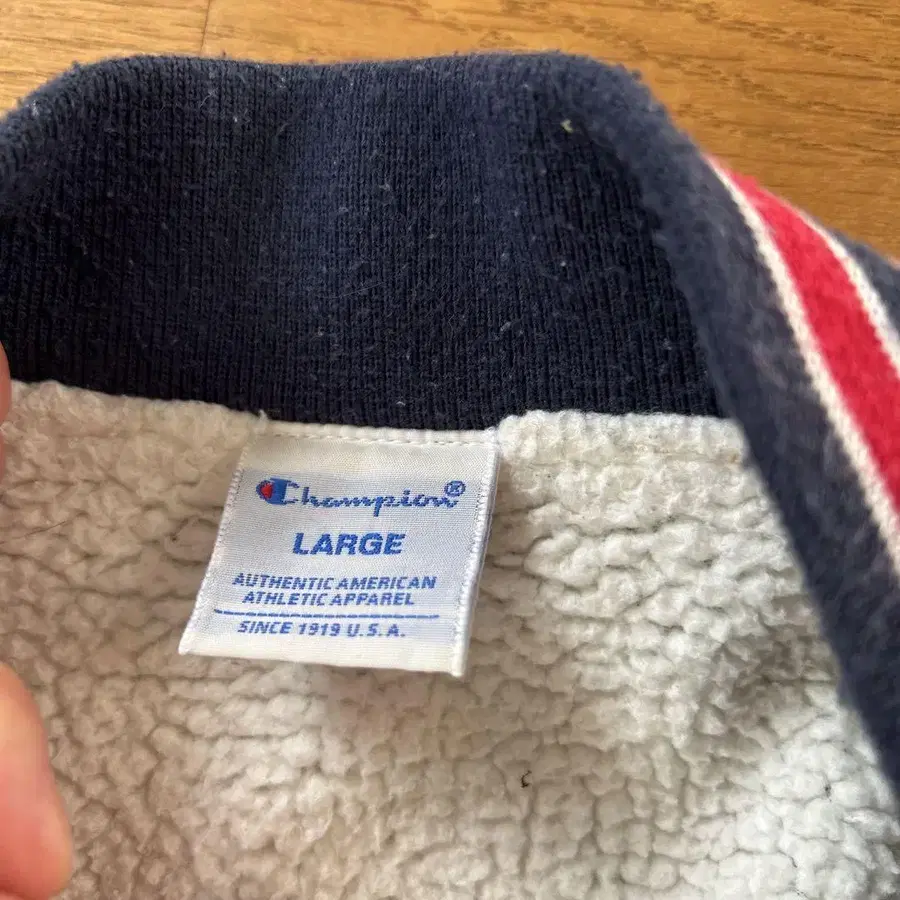 Champion®
LARGE
AUTHENTIC AMERICAN
ATHLETIC APPAREL
SINCE 1919 U.S.A.